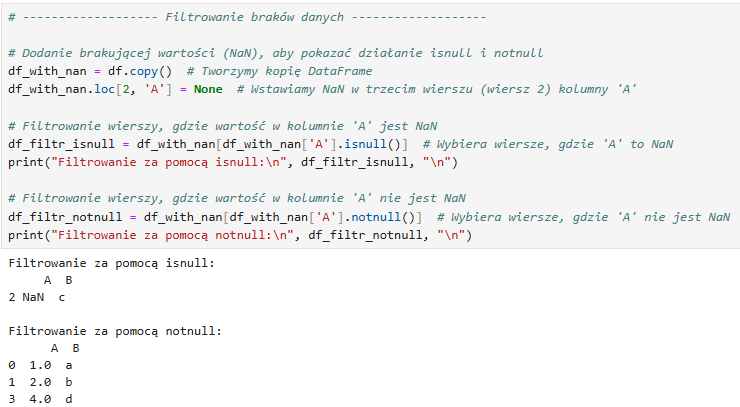 # ------------------- Filtrowanie braków danych -------------------
# Dodanie brakującej wartości (NaN), aby pokazać działanie isnull i notnull
df_with_nan = df.copy()  # Tworzymy kopię DataFrame
df_with_nan.loc[2, 'A'] = None  # Wstawiamy NaN w trzecim wierszu (wiersz 2) kolumny 'A'
# Filtrowanie wierszy, gdzie wartość w kolumnie 'A' jest NaN
df_filtr_isnull = df_with_nan[df_with_nan['A'].isnull()]  # Wybiera wiersze, gdzie 'A' to NaN
print("Filtrowanie za pomocą isnull:\n", df_filtr_isnull, "\n")
# Filtrowanie wierszy, gdzie wartość w kolumnie 'A' nie jest NaN
df_filtr_notnull = df_with_nan[df_with_nan['A'].notnull()]  # Wybiera wiersze, gdzie 'A' nie jest NaN
print("Filtrowanie za pomocą notnull:\n", df_filtr_notnull, "\n")
Filtrowanie za pomocą isnull:
     A  B
2 NaN  c
Filtrowanie za pomocą notnull:
      A  B
0  1.0  a
1  2.0  b
3  4.0  d